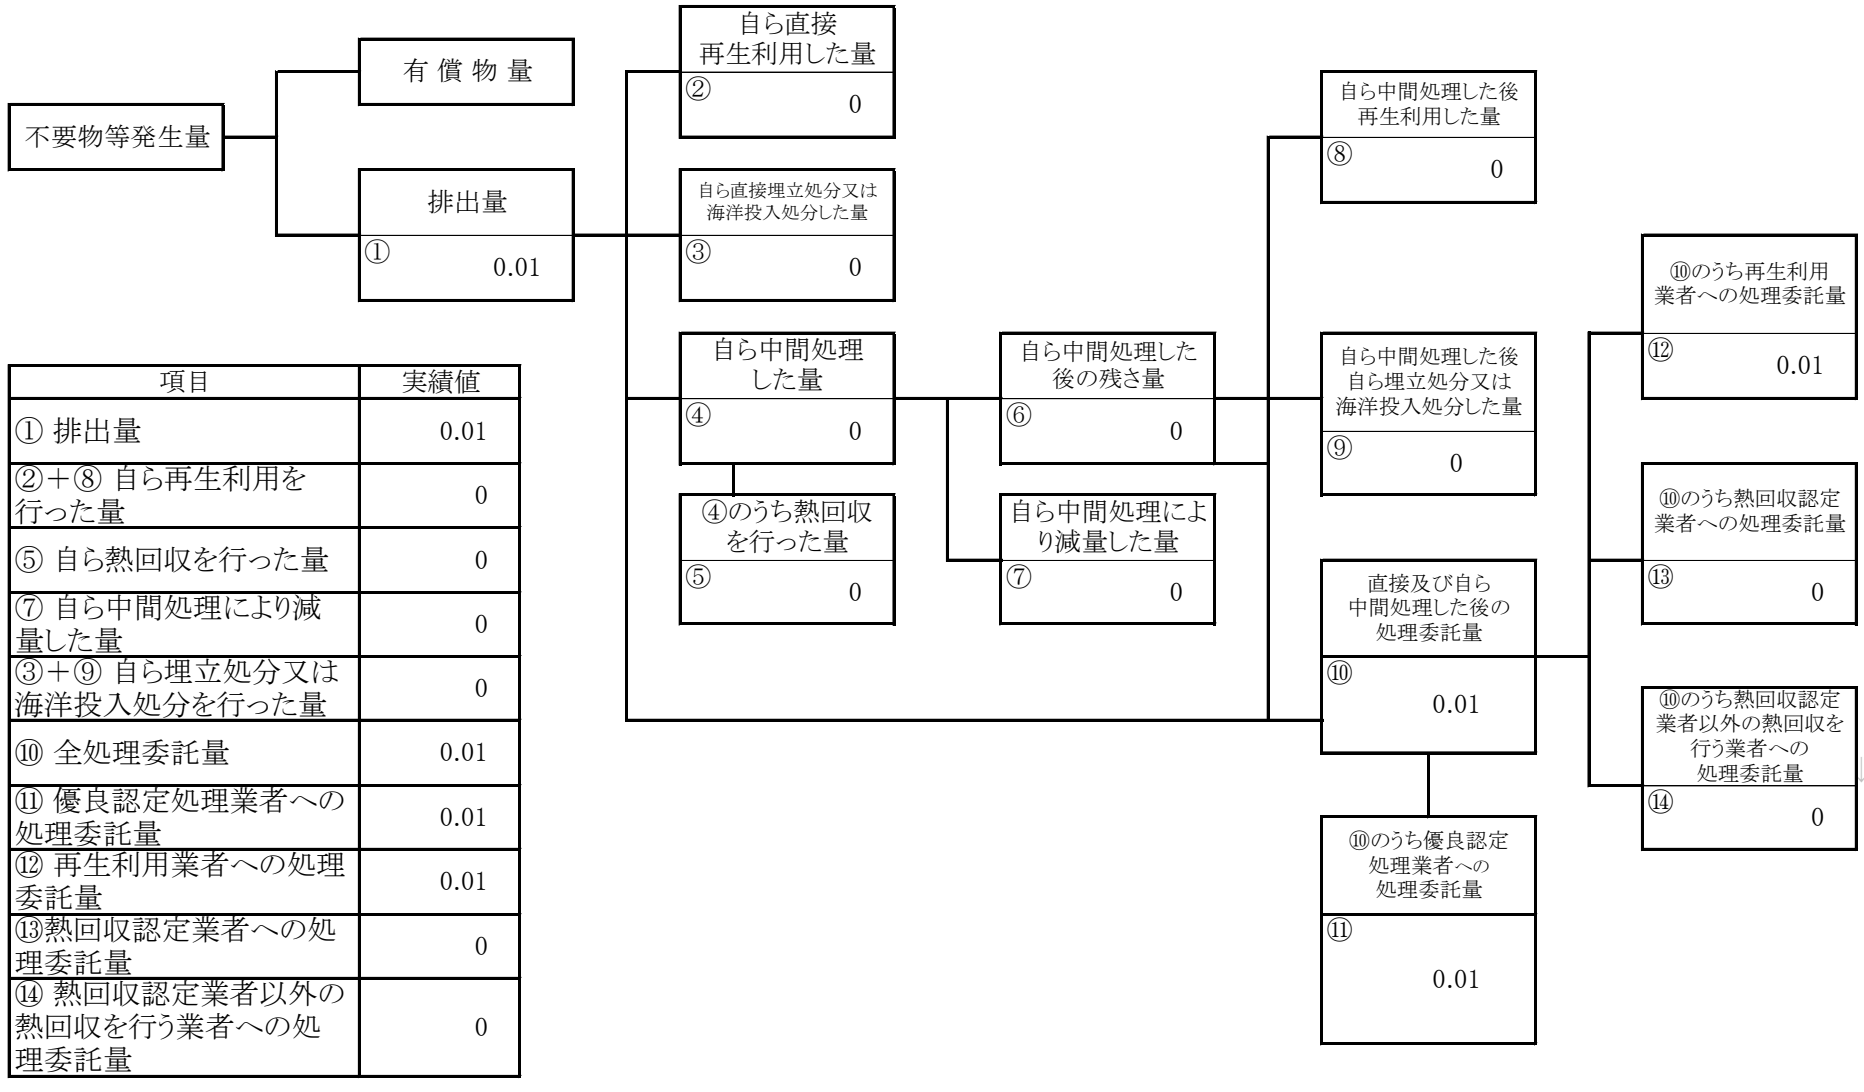 不要物等発生量
有 償 物 量
排出量
①
0.01
自ら直接
再生利用した量
②
0
自ら直接埋立処分又は
海洋投入処分した量
③
0
自ら中間処理
した量
④
0
④のうち熱回収
を行った量
⑤
0
自ら中間処理した
後の残さ量
⑥
0
自ら中間処理によ
り減量した量
⑦
0
自ら中間処理した後
再生利用した量
⑧
0
自ら中間処理した後
自ら埋立処分又は
海洋投入処分した量
⑨
0
直接及び自ら
中間処理した後の
処理委託量
⑩
0.01
⑩のうち優良認定
処理業者への
処理委託量
⑪
0.01
⑩のうち再生利用
業者への処理委託量
⑫
0.01
⑩のうち熱回収認定
業者への処理委託量
⑬
0
⑩のうち熱回収認定
業者以外の熱回収を
行う業者への
処理委託量
⑭
0
↓
項目 実績値
① 排出量 0.01
②＋⑧ 自ら再生利用を
行った量 0
⑤ 自ら熱回収を行った量 0
⑦ 自ら中間処理により減
量した量 0
③＋⑨ 自ら埋立処分又は
海洋投入処分を行った量 0
⑩ 全処理委託量 0.01
⑪ 優良認定処理業者への
処理委託量 0.01
⑫ 再生利用業者への処理
委託量 0.01
⑬熱回収認定業者への処
理委託量 0
⑭ 熱回収認定業者以外の
熱回収を行う業者への処
理委託量 0